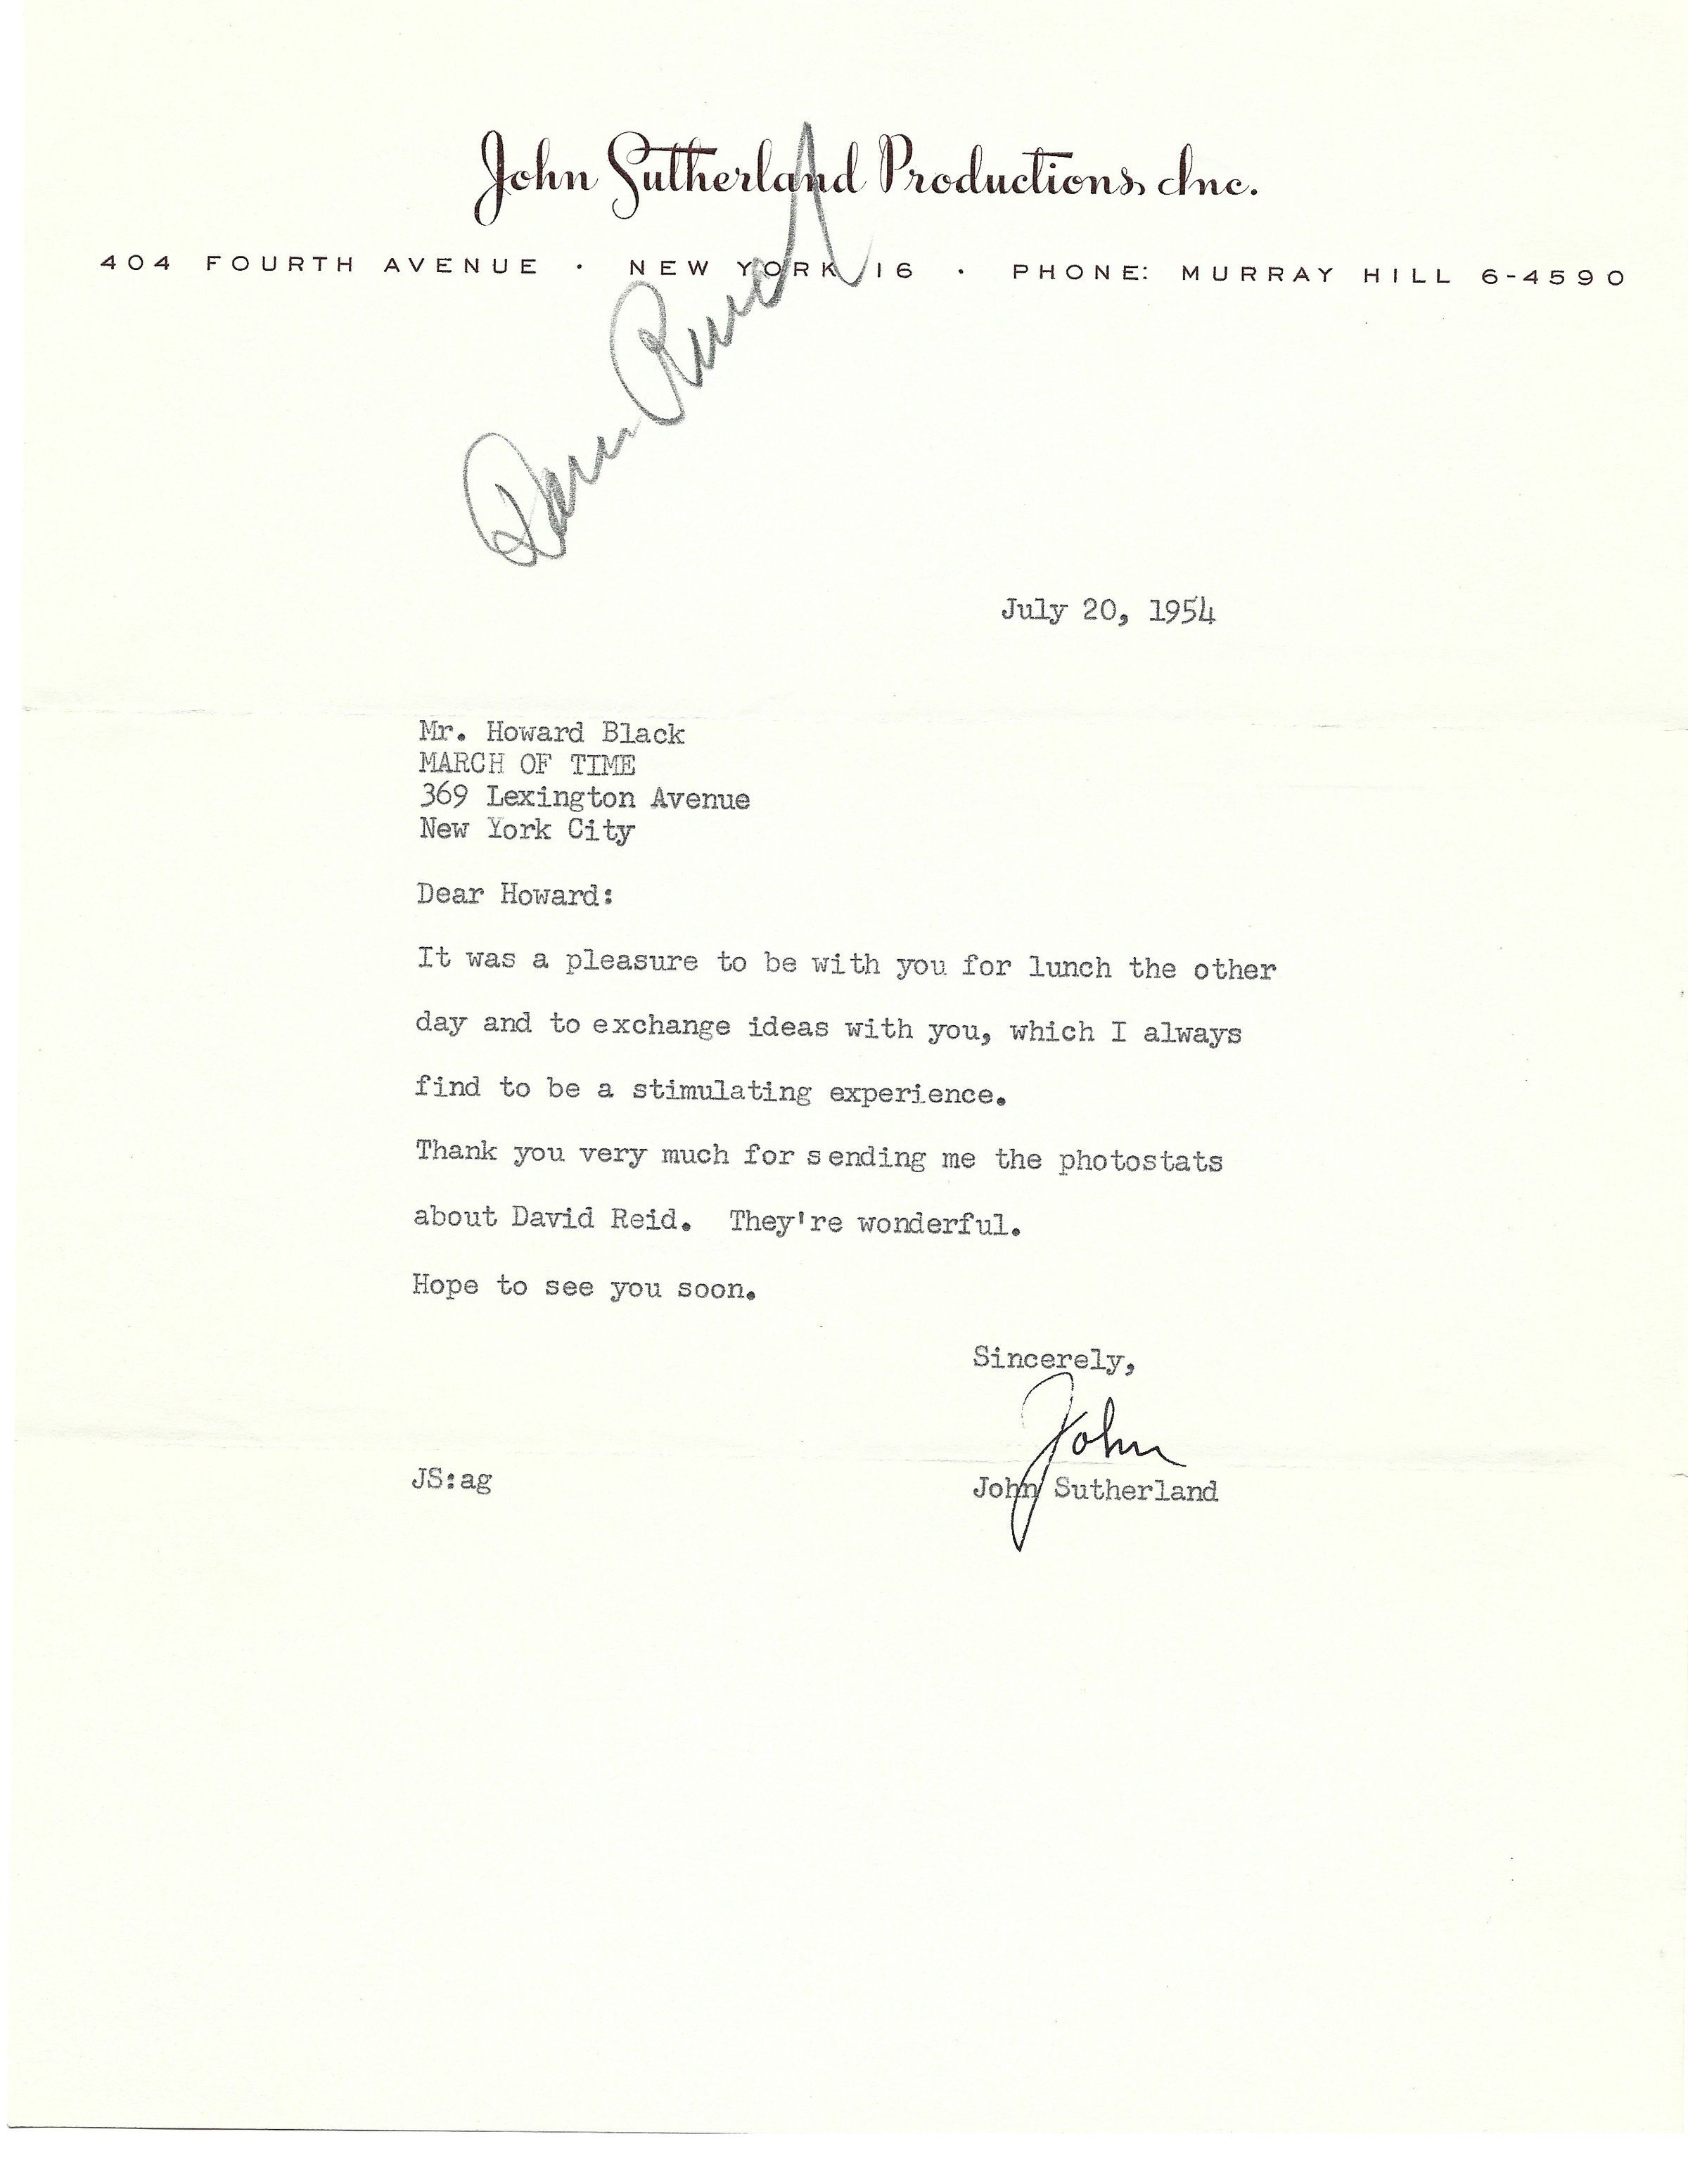 John Sutherland Productions, Inc.
404 FOURTH AVENUE · NEW YORK 16 · PHONE: MURRAY HILL 6-4590
July 20, 1954
Mr. Howard Black
MARCH OF TIME
369 Lexington Avenue
New York City
Dear Howard:
It was a pleasure to be with you for lunch the other
day and to exchange ideas with you, which I always
find to be a stimulating experience.
Thank you very much for sending me the photostats
about David Reid.  They're wonderful.
Hope to see you soon.
Sincerely,
John
JS:ag John Sutherland